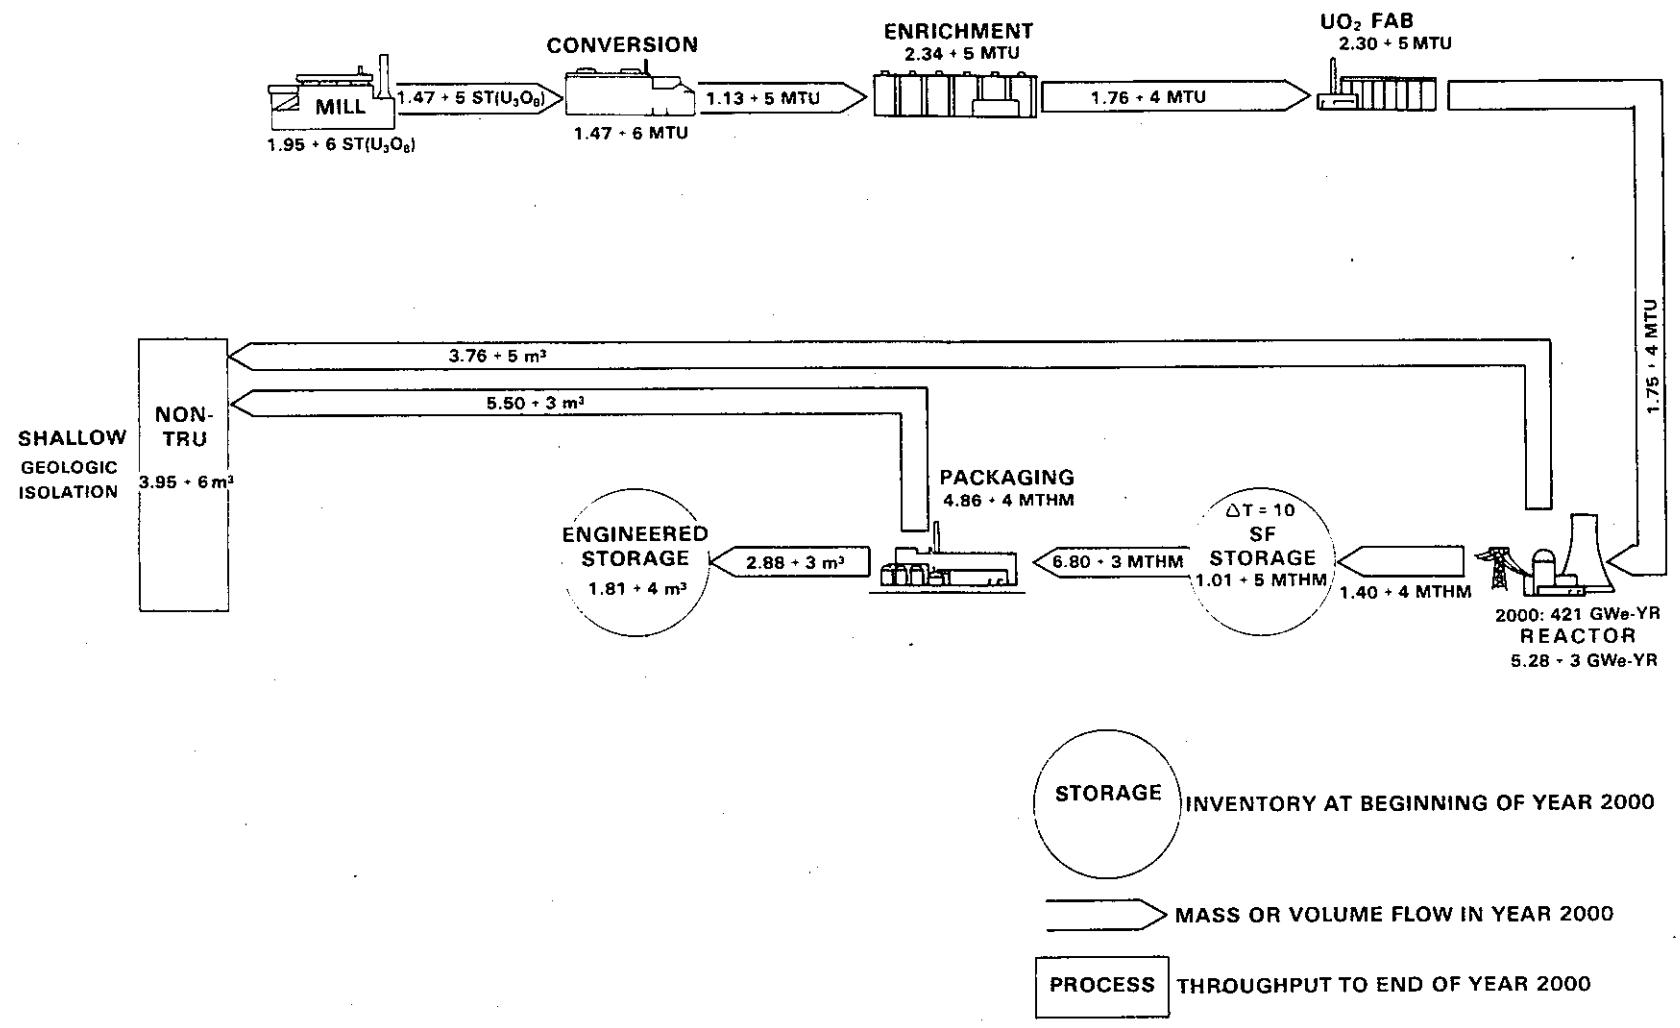 CONVERSION
ENRICHMENT
2.34 + 5 MTU
UO₂ FAB
2.30 + 5 MTU
MILL
1.47 + 5 ST(U₃O₈)
1.13 + 5 MTU
1.76 + 4 MTU
1.95 + 6 ST(U₃O₈)
1.47 + 6 MTU
1.75 + 4 MTU
3.76 + 5 m³
5.50 + 3 m³
SHALLOW
GEOLOGIC
ISOLATION
NON-
TRU
3.95 + 6 m³
PACKAGING
4.86 + 4 MTHM
ENGINEERED
STORAGE
1.81 + 4 m³
2.88 + 3 m³
6.80 + 3 MTHM
△T = 10
SF
STORAGE
1.01 + 5 MTHM
1.40 + 4 MTHM
2000: 421 GWe-YR
REACTOR
5.28 + 3 GWe-YR
STORAGE
INVENTORY AT BEGINNING OF YEAR 2000
MASS OR VOLUME FLOW IN YEAR 2000
PROCESS
THROUGHPUT TO END OF YEAR 2000